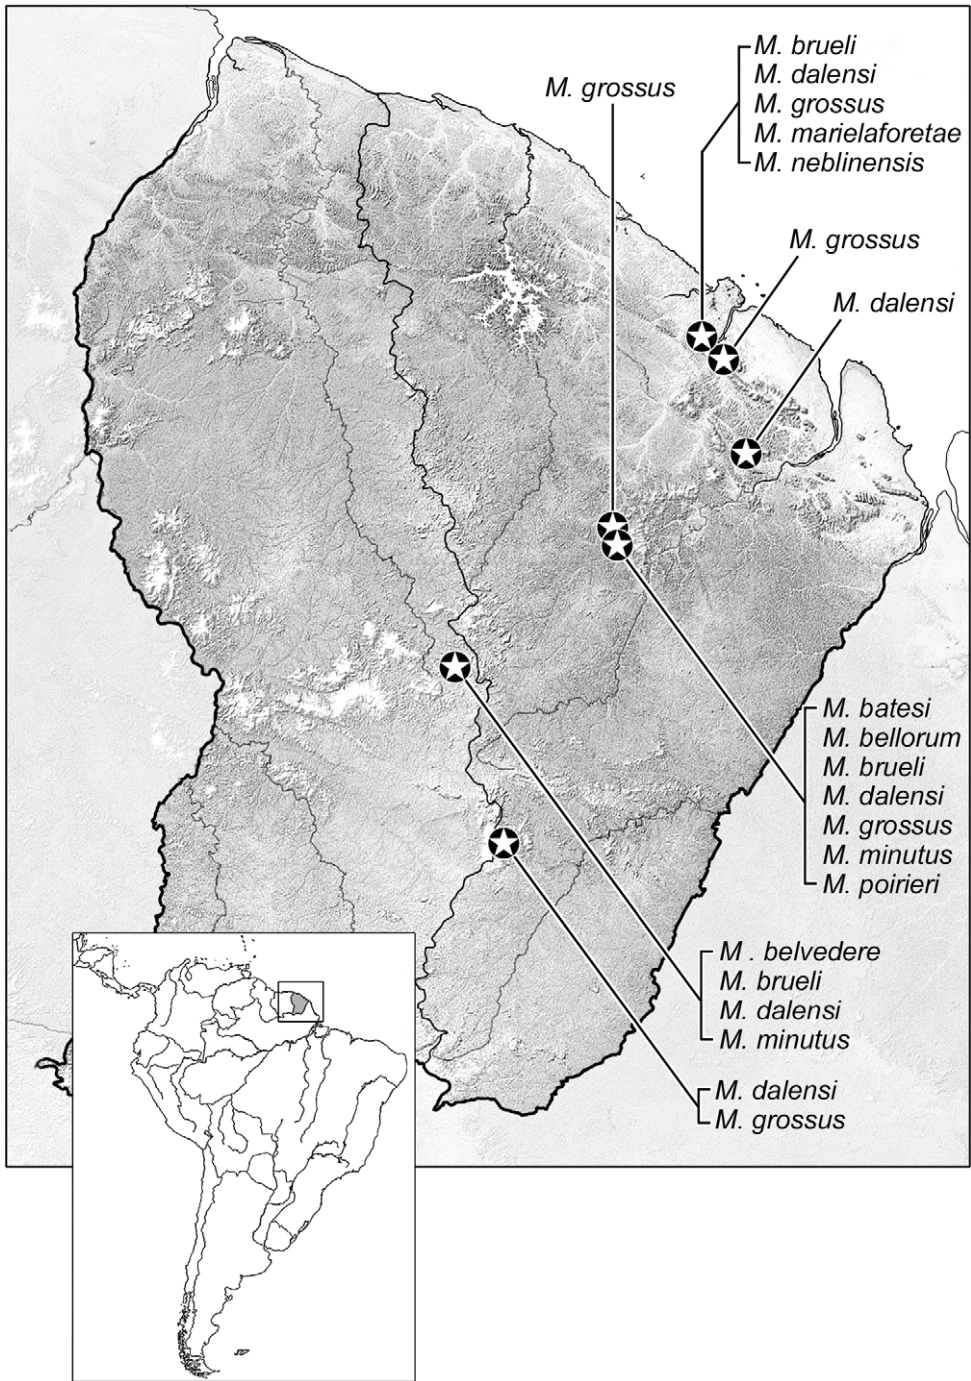 M. brueli
M. dalensi
M. grossus
M. marielaforetae
M. neblinensis
M. grossus
M. grossus
M. dalensi
M. batesi
M. bellorum
M. brueli
M. dalensi
M. grossus
M. minutus
M. poirieri
M . belvedere
M. brueli
M. dalensi
M. minutus
M. dalensi
M. grossus